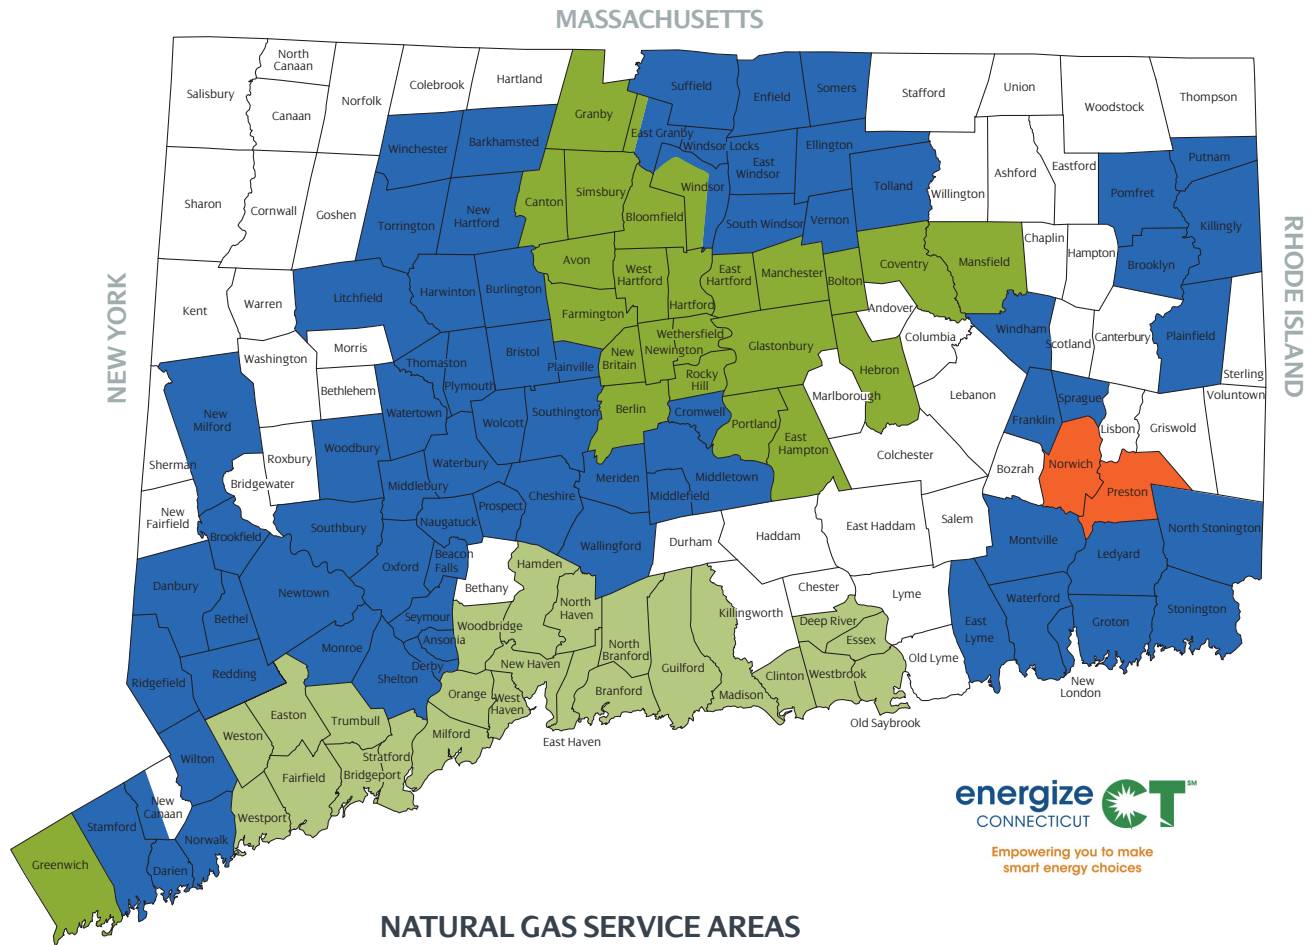 MASSACHUSETTS
NEW YORK
RHODE ISLAND
Salisbury
North
Canaan
Canaan
Norfolk
Colebrook
Hartland
Granby
Suffield
Enfield
Somers
Stafford
Union
Woodstock
Thompson
Winchester
Barkhamsted
East Granby
Windsor Locks
East
Windsor
Ellington
Tolland
Willington
Ashford
Eastford
Pomfret
Putnam
Killingly
Sharon
Cornwall
Goshen
Torrington
New
Hartford
Canton
Simsbury
Bloomfield
Windsor
South Windsor
Vernon
Coventry
Mansfield
Chaplin
Hampton
Brooklyn
Kent
Warren
Litchfield
Harwinton
Burlington
Avon
West
Hartford
Hartford
East
Hartford
Manchester
Bolton
Andover
Columbia
Windham
Scotland
Canterbury
Plainfield
Sterling
Washington
Morris
Bethlehem
Thomaston
Plymouth
Bristol
Plainville
Farmington
New
Britain
Newington
Wethersfield
Rocky
Hill
Glastonbury
Hebron
Marlborough
Lebanon
Franklin
Sprague
Lisbon
Griswold
Voluntown
New
Milford
Sherman
Roxbury
Bridgewater
Woodbury
Watertown
Wolcott
Southington
Berlin
Cromwell
Portland
East
Hampton
Colchester
Bozrah
Norwich
Preston
New
Fairfield
Brookfield
Southbury
Middlebury
Waterbury
Naugatuck
Prospect
Cheshire
Meriden
Middlefield
Middletown
Wallingford
Durham
Haddam
East Haddam
Salem
Montville
Ledyard
North Stonington
Danbury
Bethel
Newtown
Oxford
Beacon
Falls
Bethany
Hamden
North
Haven
Woodbridge
Seymour
Ansonia
Derby
Shelton
Monroe
Redding
Ridgefield
New Haven
North
Branford
Guilford
Killingworth
Chester
Deep River
Essex
Lyme
Old Lyme
East
Lyme
Waterford
Groton
Stonington
New
London
Orange
West
Haven
Branford
Madison
Clinton
Westbrook
Old Saybrook
East Haven
Milford
Stratford
Trumbull
Easton
Weston
Wilton
Fairfield
Bridgeport
Westport
New
Canaan
Norwalk
Darien
Stamford
Greenwich
energize CT SM
CONNECTICUT
Empowering you to make
smart energy choices
NATURAL GAS SERVICE AREAS